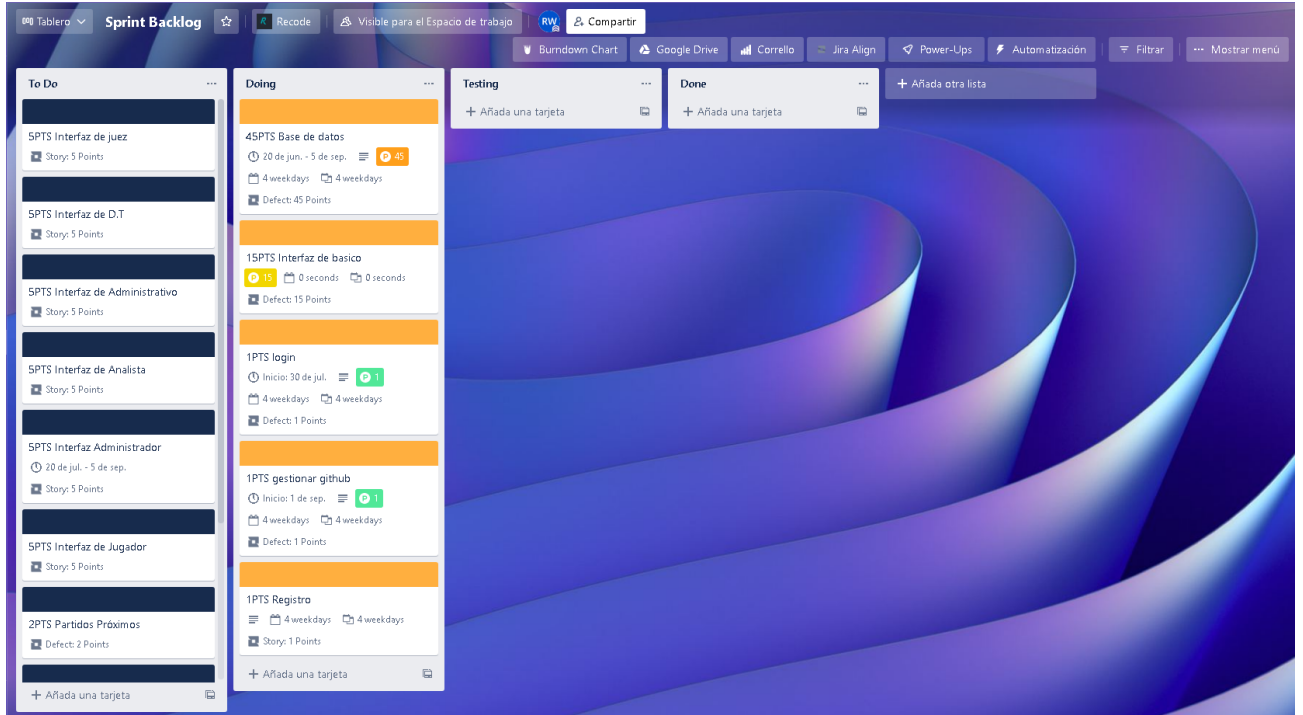 Tablero
Sprint Backlog
Recode
Visible para el Espacio de trabajo
RW
Compartir
Burndown Chart
Google Drive
Corrello
Jira Align
Power-Ups
Automatización
Filtrar
Mostrar menú
To Do
5PTS Interfaz de juez
Story: 5 Points
5PTS Interfaz de D.T
Story: 5 Points
5PTS Interfaz de Administrativo
Story: 5 Points
5PTS Interfaz de Analista
Story: 5 Points
5PTS Interfaz Administrador
20 de jul. - 5 de sep.
Story: 5 Points
5PTS Interfaz de Jugador
Story: 5 Points
2PTS Partidos Próximos
Defect: 2 Points
Añada una tarjeta
Doing
45PTS Base de datos
20 de jun. - 5 de sep. P 45
4 weekdays 4 weekdays
Defect: 45 Points
15PTS Interfaz de basico
P 15 0 seconds 0 seconds
Defect: 15 Points
1PTS login
Inicio: 30 de jul. P 1
4 weekdays 4 weekdays
Defect: 1 Points
1PTS gestionar github
Inicio: 1 de sep. P 1
4 weekdays 4 weekdays
Defect: 1 Points
1PTS Registro
4 weekdays 4 weekdays
Story: 1 Points
Añada una tarjeta
Testing
Añada una tarjeta
Done
Añada una tarjeta
Añada otra lista